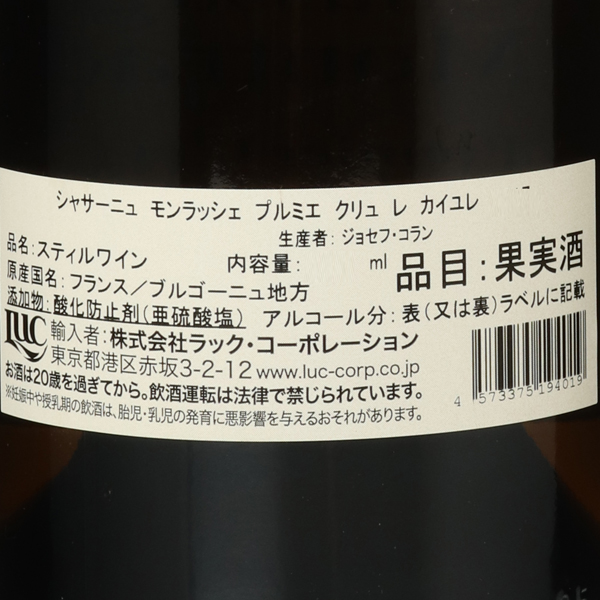 シャサーニュ モンラッシェ プルミエ クリュ レ カイユレ
生産者：ジョセフ・コラン
品名：スティルワイン 内容量： ml
品目：果実酒
原産国名：フランス／ブルゴーニュ地方
添加物：酸化防止剤（亜硫酸塩） アルコール分：表（又は裏）ラベルに記載
LUC
輸入者：株式会社ラック・コーポレーション
東京都港区赤坂3-2-12 www.luc-corp.co.jp
お酒は20歳を過ぎてから。飲酒運転は法律で禁じられています。
※妊娠中や授乳期の飲酒は、胎児・乳児の発育に悪影響を与えるおそれがあります。
4 573375 194019